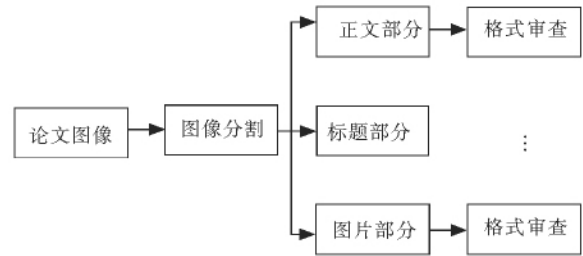 正文部分
格式审查
论文图像
图像分割
标题部分
⋮
图片部分
格式审查